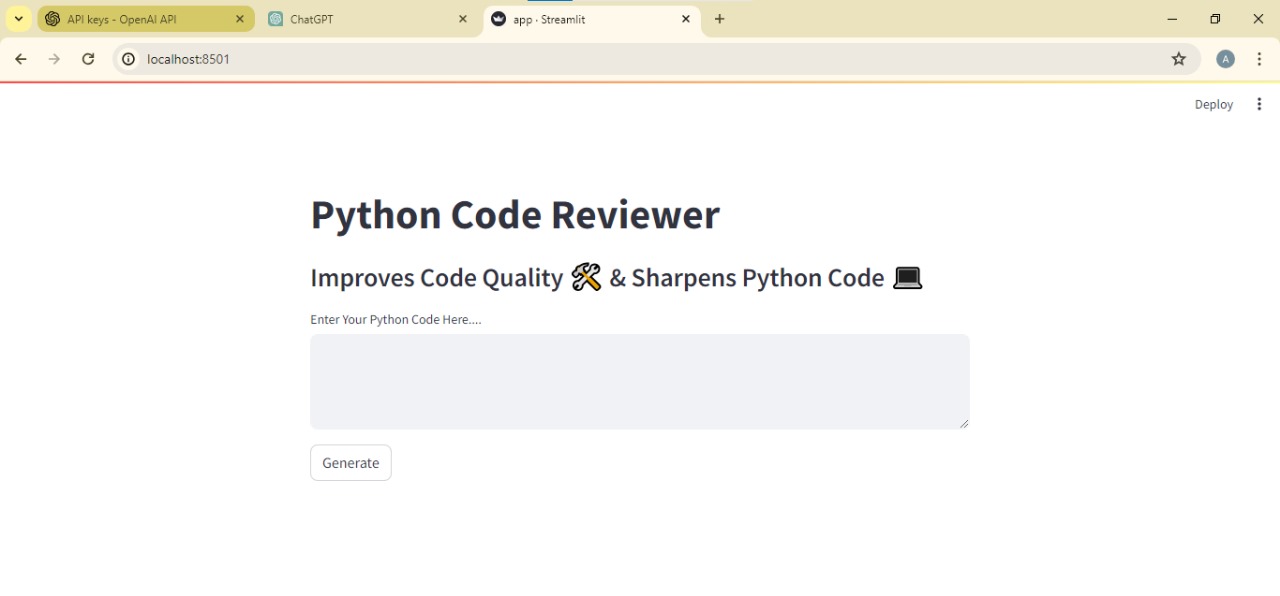 API keys - OpenAI API
ChatGPT
app · Streamlit
localhost:8501
A
Deploy
Python Code Reviewer
Improves Code Quality 🛠 & Sharpens Python Code 💻
Enter Your Python Code Here....
Generate